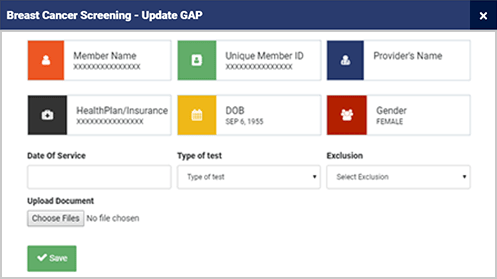 Breast Cancer Screening - Update GAP
×
Member Name
XXXXXXXXXXXXXXX
Unique Member ID
XXXXXXXXXXXXXXX
Provider's Name
HealthPlan/Insurance
XXXXXXXXXXXXXXX
DOB
SEP 6, 1955
Gender
FEMALE
Date Of Service
Type of test
Exclusion
Type of test
Select Exclusion
Upload Document
Choose Files No file chosen
Save